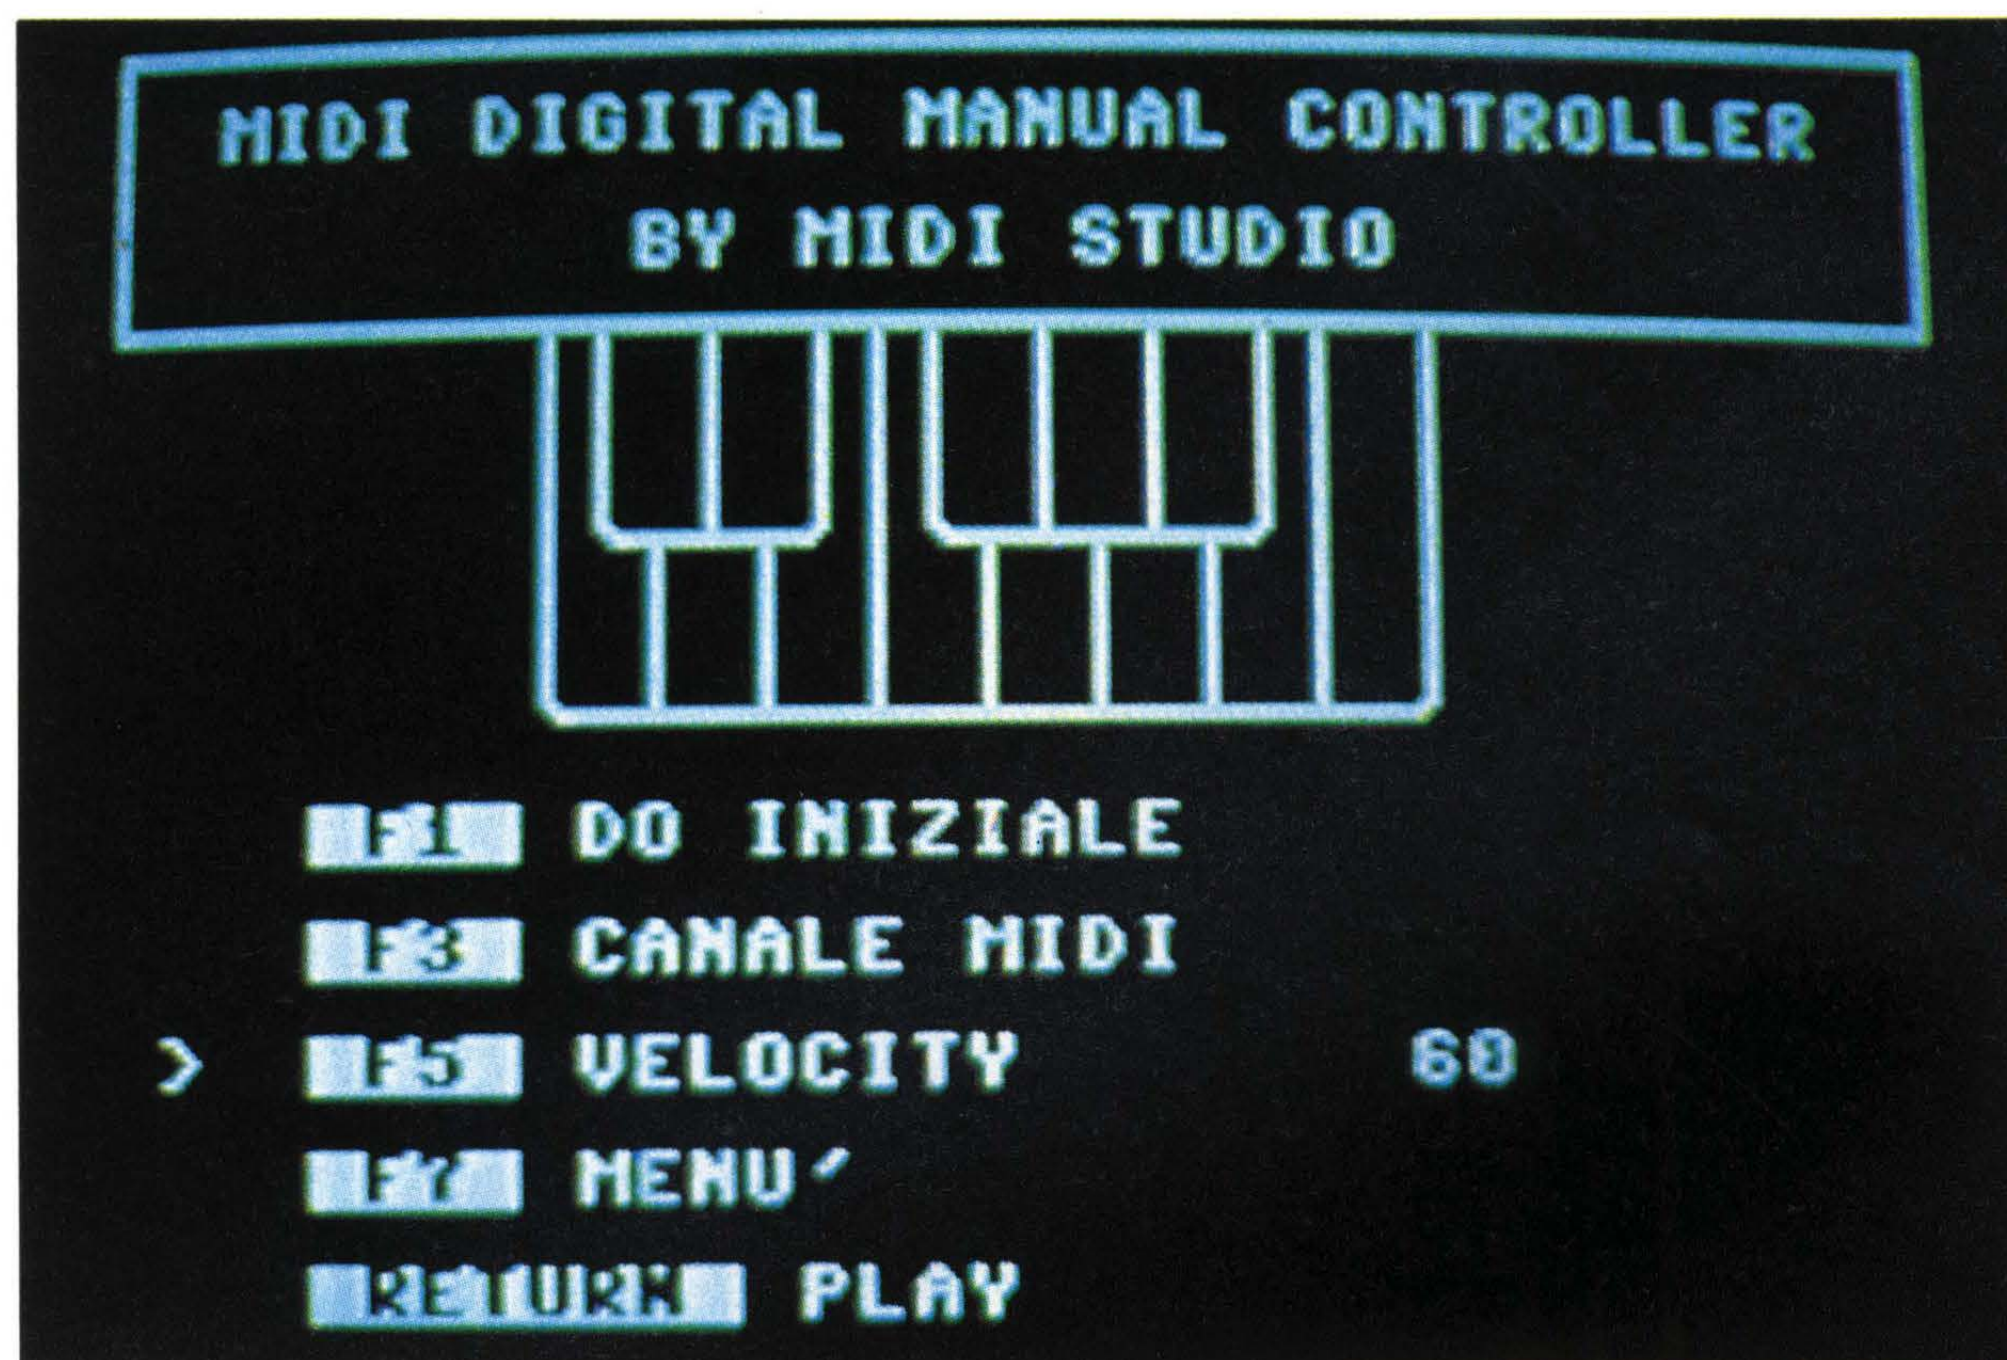 MIDI DIGITAL MANUAL CONTROLLER
BY MIDI STUDIO
F1 DO INIZIALE
F3 CANALE MIDI
> F5 VELOCITY 60
F7 MENU'
RETURN PLAY